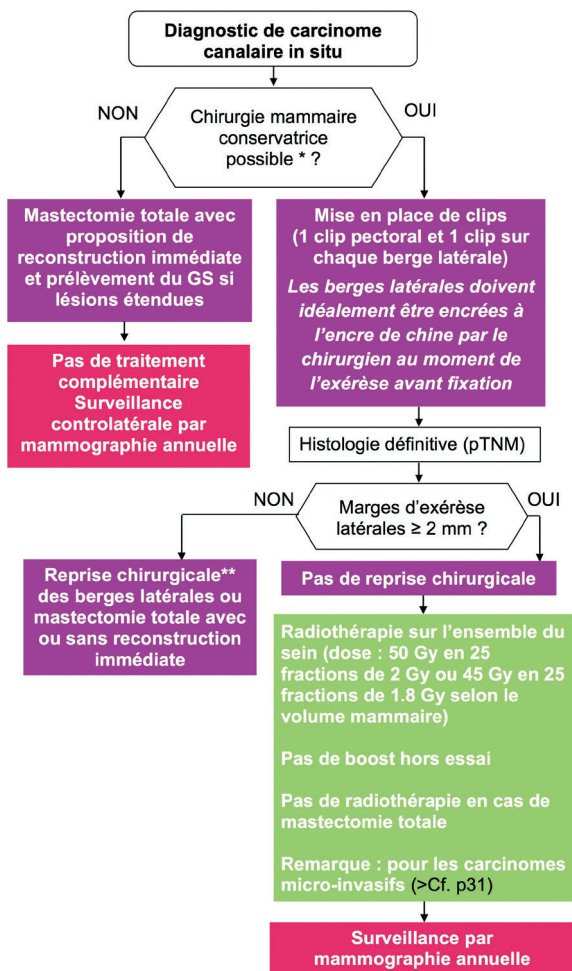 Diagnostic de carcinome
canalaire in situ
NON
OUI
Chirurgie mammaire
conservatrice
possible * ?
Mastectomie totale avec
proposition de
reconstruction immédiate
et prélèvement du GS si
lésions étendues
Mise en place de clips
(1 clip pectoral et 1 clip sur
chaque berge latérale)
Les berges latérales doivent
idéalement être encrées à
l'encre de chine par le
chirurgien au moment de
l'exérèse avant fixation
Pas de traitement
complémentaire
Surveillance
controlatérale par
mammographie annuelle
Histologie définitive (pTNM)
NON
OUI
Marges d'exérèse
latérales ≥ 2 mm ?
Reprise chirurgicale**
des berges latérales ou
mastectomie totale avec
ou sans reconstruction
immédiate
Pas de reprise chirurgicale
Radiothérapie sur l'ensemble du
sein (dose : 50 Gy en 25
fractions de 2 Gy ou 45 Gy en 25
fractions de 1.8 Gy selon le
volume mammaire)
Pas de boost hors essai
Pas de radiothérapie en cas de
mastectomie totale
Remarque : pour les carcinomes
micro-invasifs (>Cf. p31)
Surveillance par
mammographie annuelle